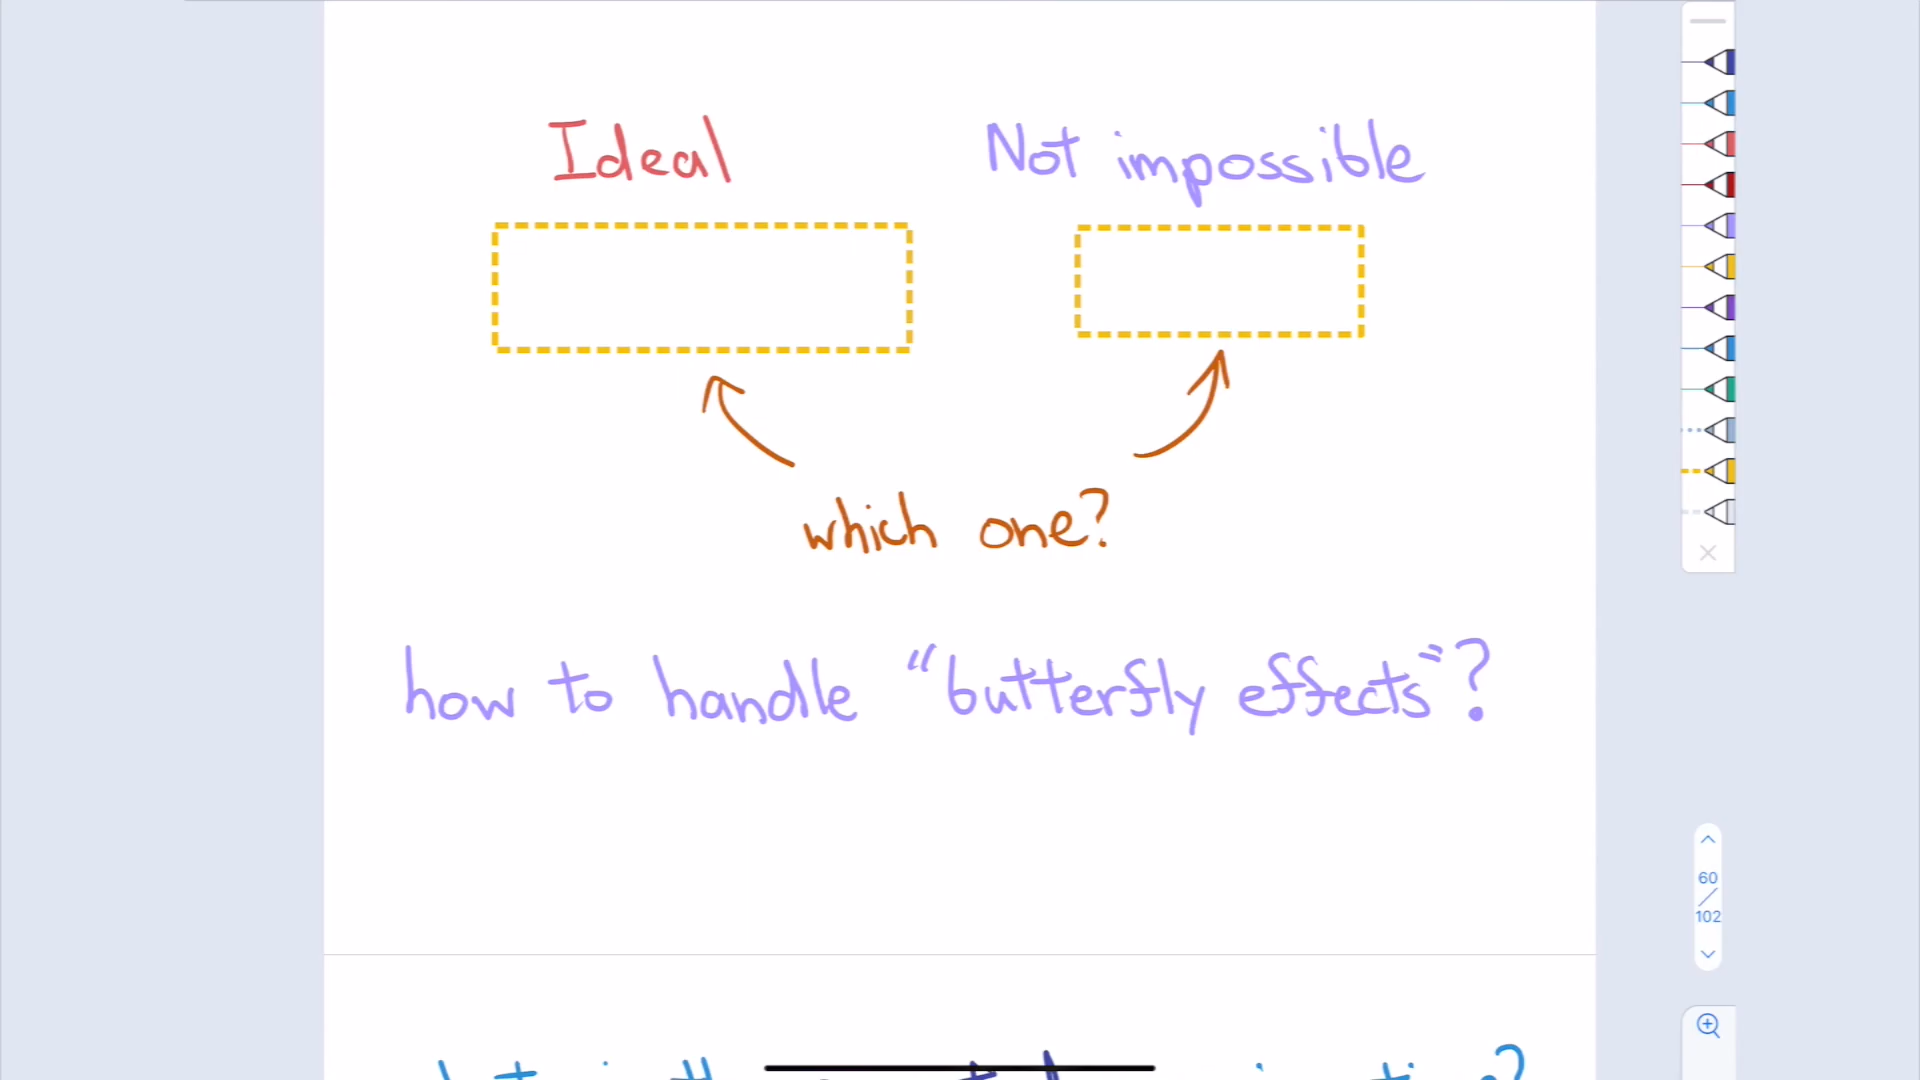 Ideal
Not impossible
which one?
how to handle "butterfly effects"?
60
102